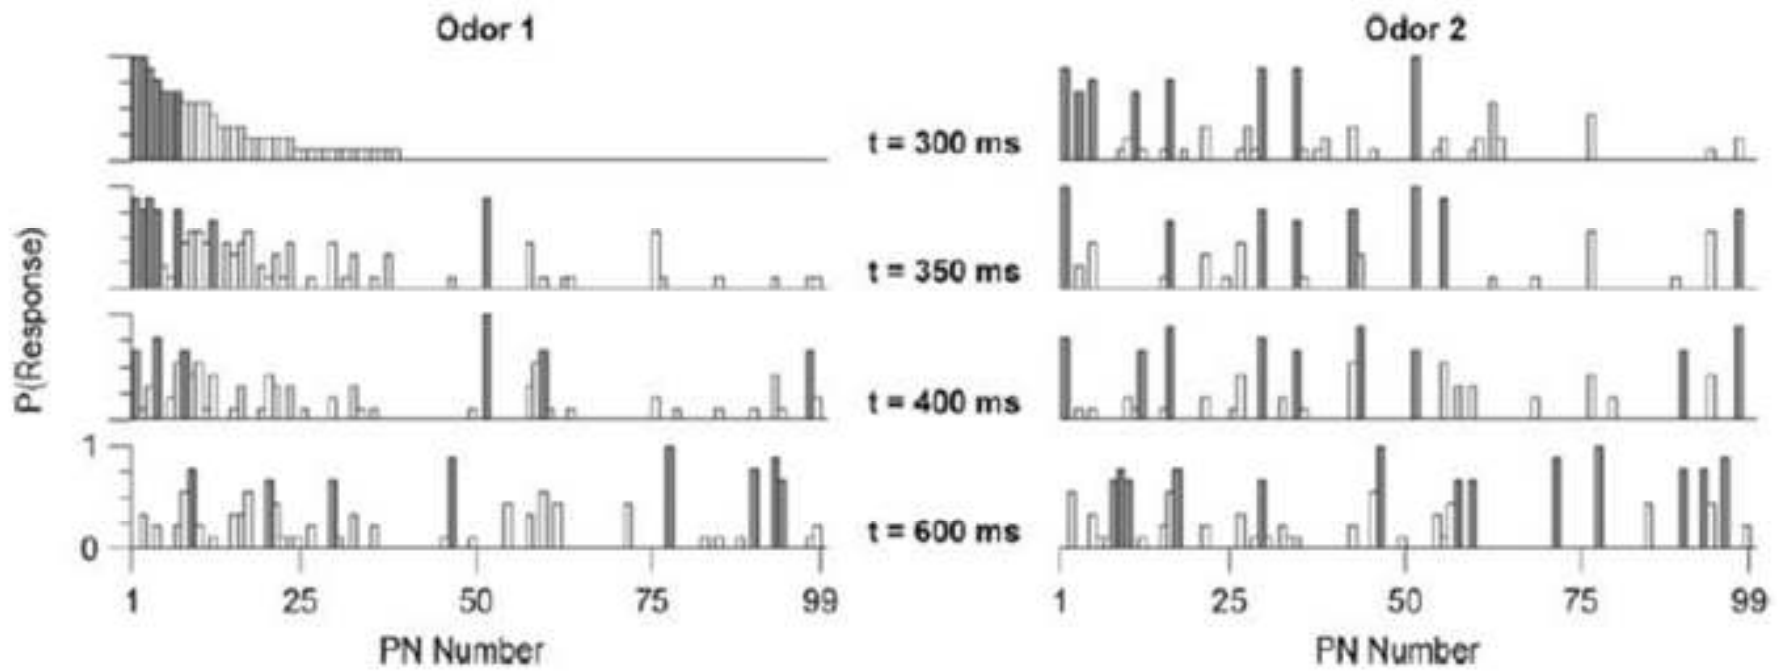 Odor 1
Odor 2
t = 300 ms
t = 350 ms
t = 400 ms
t = 600 ms
P(Response)
1
0
1 25 50 75 99
1 25 50 75 99
PN Number
PN Number